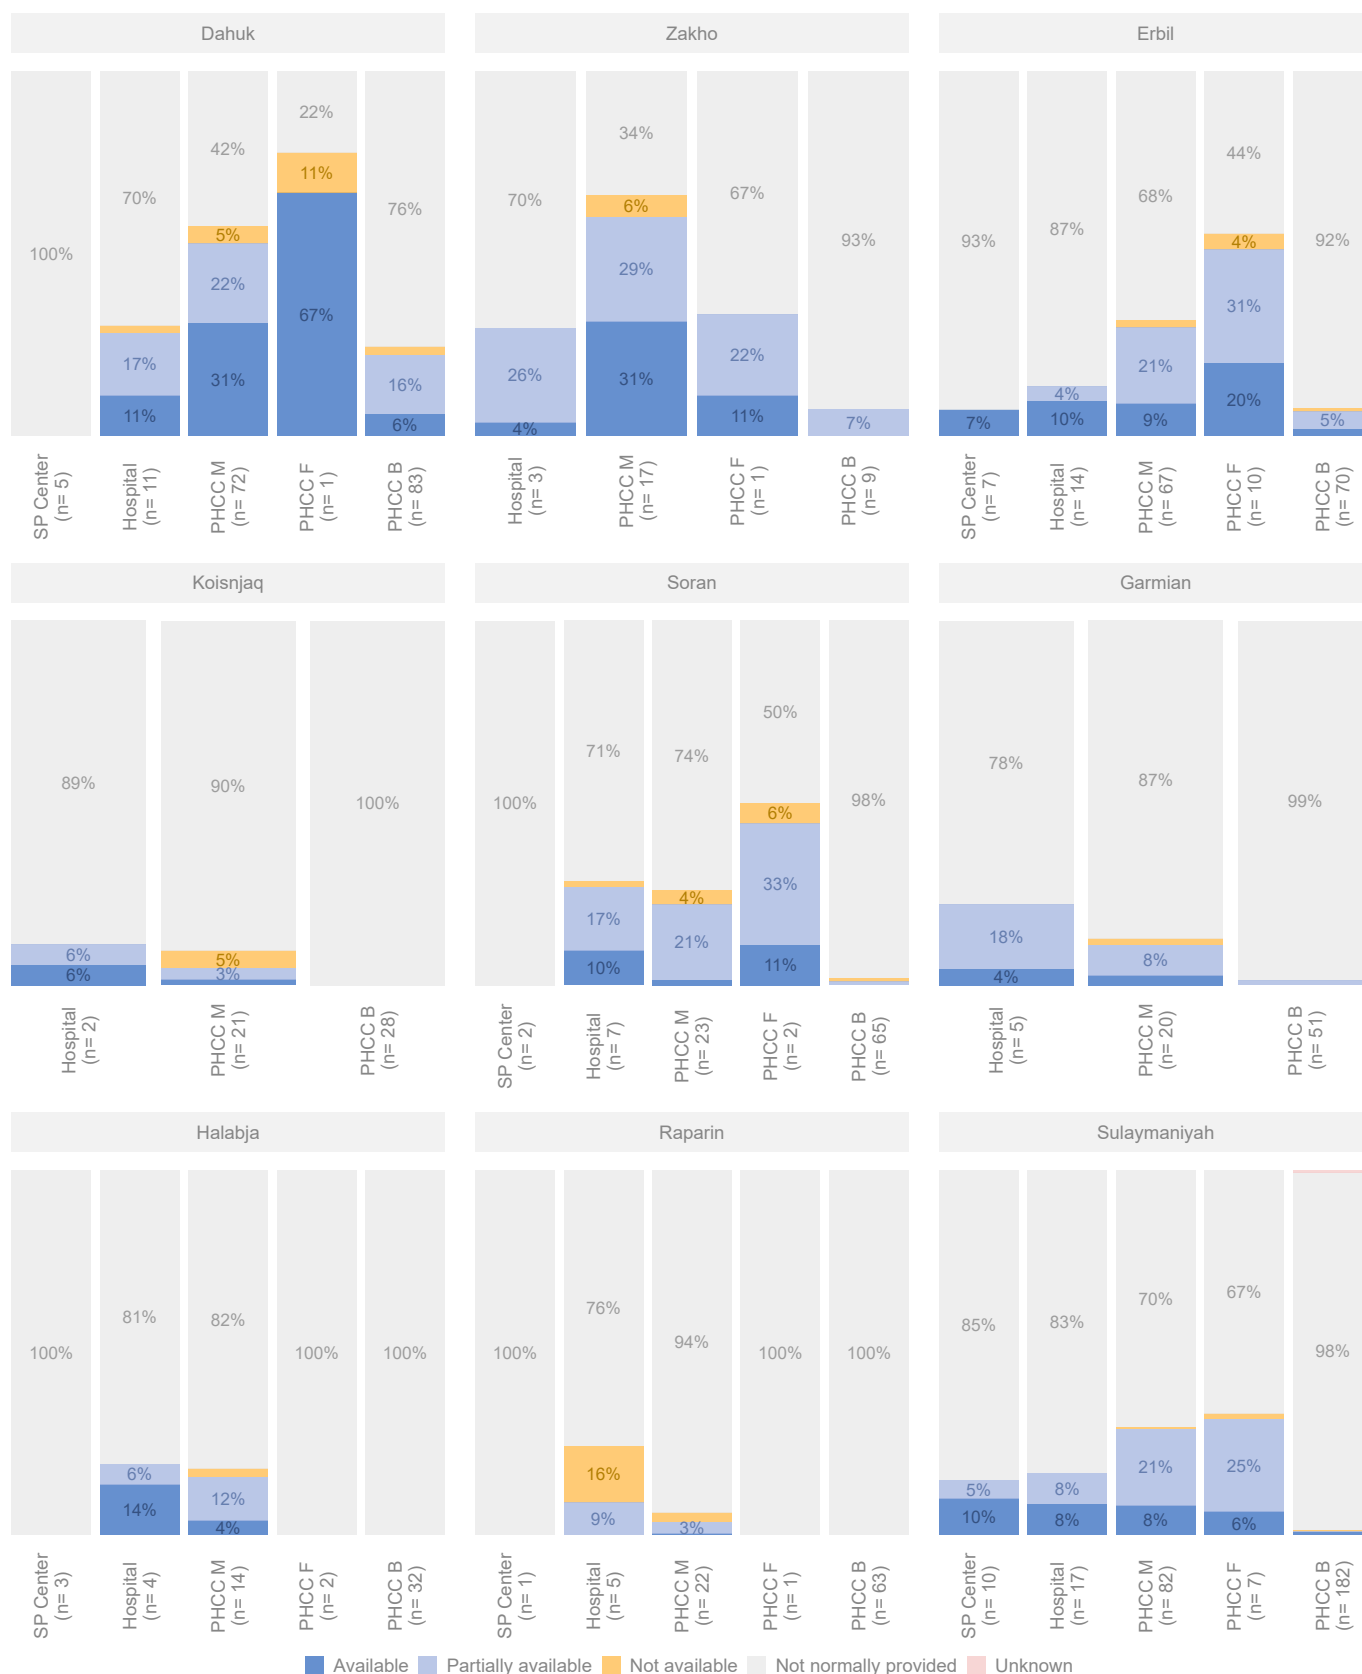 Dahuk
Zakho
Erbil
22%
42%
11%
70%
76%
5%
100%
22%
17%
67%
31%
16%
11%
6%
34%
70%
67%
6%
93%
29%
26%
22%
31%
11%
4%
7%
44%
68%
93%
87%
92%
4%
31%
21%
4%
20%
7%
10%
9%
5%
SP Center
(n= 5)
Hospital
(n= 11)
PHCC M
(n= 72)
PHCC F
(n= 1)
PHCC B
(n= 83)
Hospital
(n= 3)
PHCC M
(n= 17)
PHCC F
(n= 1)
PHCC B
(n= 9)
SP Center
(n= 7)
Hospital
(n= 14)
PHCC M
(n= 67)
PHCC F
(n= 10)
PHCC B
(n= 70)
Koisnjaq
Soran
Garmian
89%
90%
100%
6%
6%
5%
3%
50%
71%
74%
100%
98%
6%
33%
17%
4%
21%
10%
11%
78%
87%
99%
18%
8%
4%
Hospital
(n= 2)
PHCC M
(n= 21)
PHCC B
(n= 28)
SP Center
(n= 2)
Hospital
(n= 7)
PHCC M
(n= 23)
PHCC F
(n= 2)
PHCC B
(n= 65)
Hospital
(n= 5)
PHCC M
(n= 20)
PHCC B
(n= 51)
Halabja
Raparin
Sulaymaniyah
81%
82%
100%
100%
100%
6%
14%
12%
4%
76%
94%
100%
100%
100%
16%
9%
3%
67%
70%
85%
83%
98%
21%
25%
5%
8%
10%
8%
8%
6%
SP Center
(n= 3)
Hospital
(n= 4)
PHCC M
(n= 14)
PHCC F
(n= 2)
PHCC B
(n= 32)
SP Center
(n= 1)
Hospital
(n= 5)
PHCC M
(n= 22)
PHCC F
(n= 1)
PHCC B
(n= 63)
SP Center
(n= 10)
Hospital
(n= 17)
PHCC M
(n= 82)
PHCC F
(n= 7)
PHCC B
(n= 182)
Available Partially available Not available Not normally provided Unknown